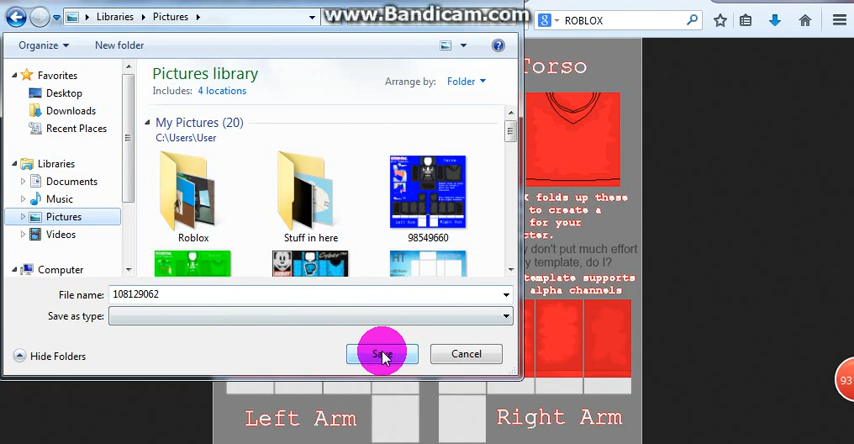 Libraries ▸ Pictures ▸
www.Bandicam.com
ROBLOX
Organize
New folder
Favorites
Desktop
Downloads
Recent Places
Libraries
Documents
Music
Pictures
Videos
Computer
Pictures library
Includes: 4 locations
Arrange by: Folder
My Pictures (20)
C:\Users\User
Roblox
Stuff in here
98549660
File name: 108129062
Save as type:
Hide Folders
Save
Cancel
Torso
folds up these
to create a
for your
don't put much effort
template, do I?
template supports
alpha channels
Left Arm
Right Arm
93